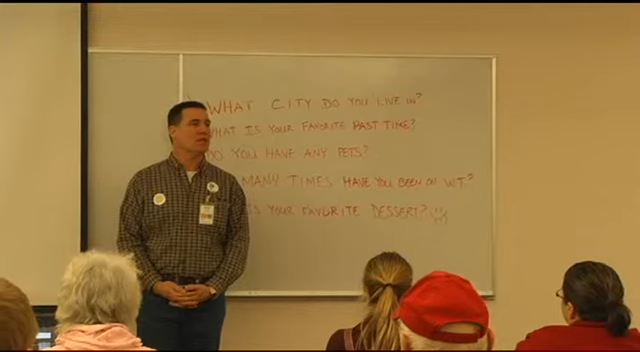 WHAT CITY DO YOU LIVE IN?
WHAT IS YOUR FAVORITE PAST TIME?
DO YOU HAVE ANY PETS?
MANY TIMES HAVE YOU BEEN ON W.T.?
IS YOUR FAVORITE DESSERT?